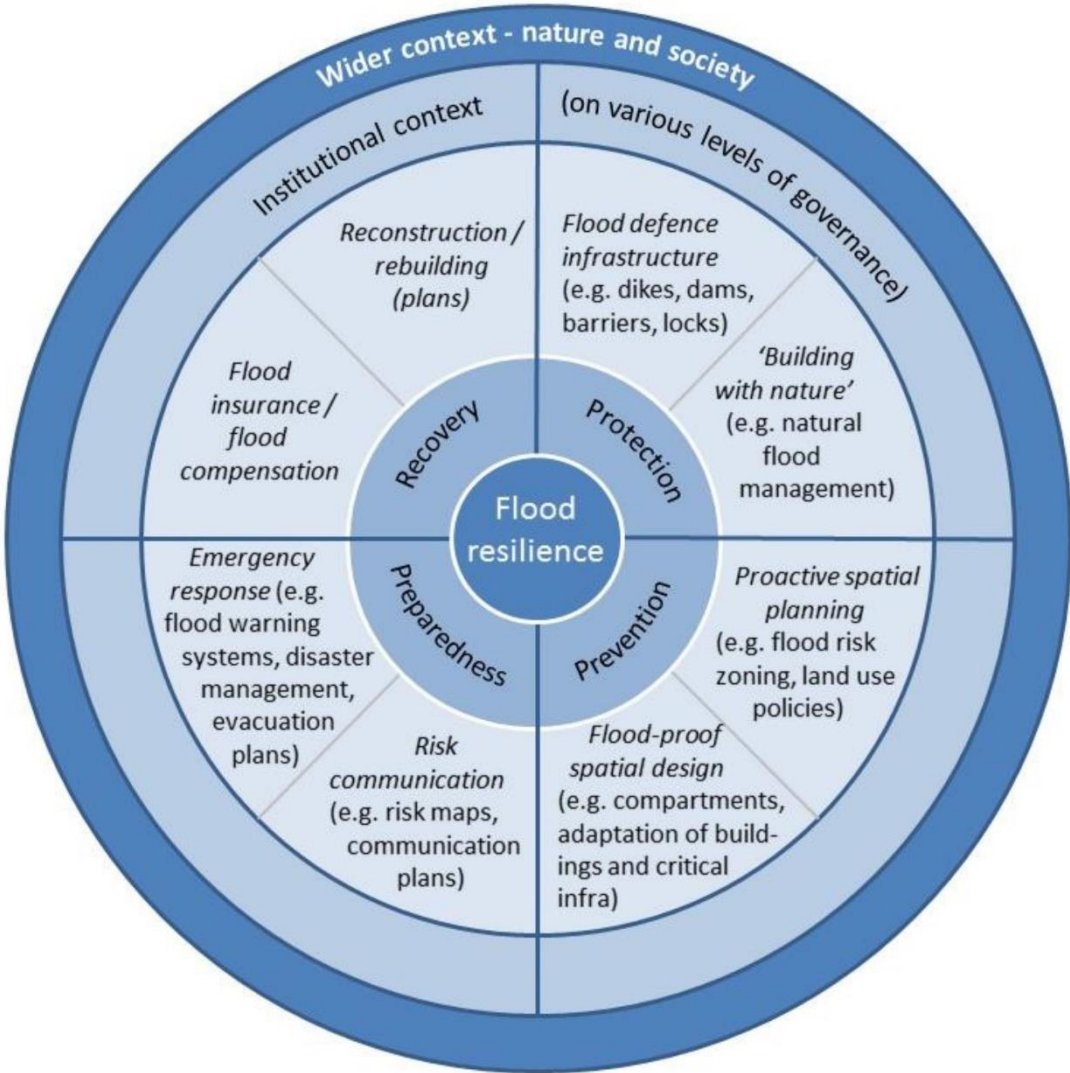 Wider context - nature and society
Institutional context
(on various levels of governance)
Reconstruction /
rebuilding
(plans)
Flood defence
infrastructure
(e.g. dikes, dams,
barriers, locks)
Flood
insurance /
flood
compensation
‘Building
with nature’
(e.g. natural
flood
management)
Recovery
Protection
Flood
resilience
Preparedness
Prevention
Emergency
response (e.g.
flood warning
systems, disaster
management,
evacuation
plans)
Proactive spatial
planning
(e.g. flood risk
zoning, land use
policies)
Risk
communication
(e.g. risk maps,
communication
plans)
Flood-proof
spatial design
(e.g. compartments,
adaptation of build-
ings and critical
infra)